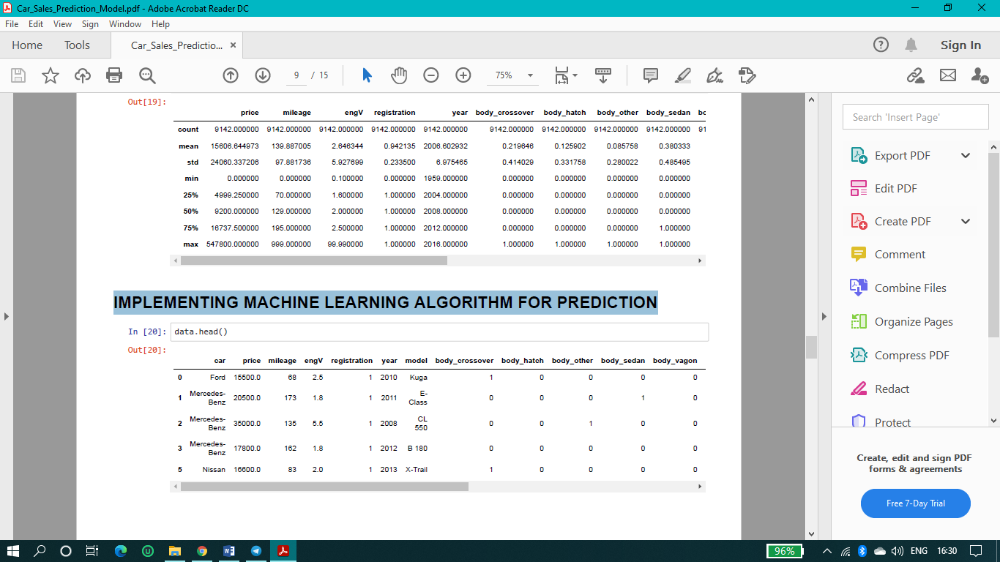 Car_Sales_Prediction_Model.pdf - Adobe Acrobat Reader DC
File Edit View Sign Window Help
Home Tools Car_Sales_Predictio... × Sign In
9 / 15 75%
Out[19]:
price mileage engV registration year body_crossover body_hatch body_other body_sedan bc
count 9142.000000 9142.000000 9142.000000 9142.000000 9142.000000 9142.000000 9142.000000 9142.000000 9142.000000 91
mean 15606.644973 139.887005 2.646344 0.942135 2006.602932 0.219646 0.125902 0.085758 0.380333
std 24060.337206 97.881736 5.927699 0.233500 6.975465 0.414029 0.331758 0.280022 0.485495
min 0.000000 0.000000 0.100000 0.000000 1959.000000 0.000000 0.000000 0.000000 0.000000
25% 4999.250000 70.000000 1.600000 1.000000 2004.000000 0.000000 0.000000 0.000000 0.000000
50% 9200.000000 129.000000 2.000000 1.000000 2008.000000 0.000000 0.000000 0.000000 0.000000
75% 16737.500000 195.000000 2.500000 1.000000 2012.000000 0.000000 0.000000 0.000000 1.000000
max 547800.000000 999.000000 99.990000 1.000000 2016.000000 1.000000 1.000000 1.000000 1.000000
IMPLEMENTING MACHINE LEARNING ALGORITHM FOR PREDICTION
In [20]: data.head()
Out[20]:
car price mileage engV registration year model body_crossover body_hatch body_other body_sedan body_vagon
0 Ford 15500.0 68 2.5 1 2010 Kuga 1 0 0 0 0
1 Mercedes-Benz 20500.0 173 1.8 1 2011 E-Class 0 0 0 1 0
2 Mercedes-Benz 35000.0 135 5.5 1 2008 CL 550 0 0 1 0 0
3 Mercedes-Benz 17800.0 162 1.8 1 2012 B 180 0 0 0 0 0
5 Nissan 16600.0 83 2.0 1 2013 X-Trail 1 0 0 0 0
Search 'Insert Page'
Export PDF
Edit PDF
Create PDF
Comment
Combine Files
Organize Pages
Compress PDF
Redact
Protect
Create, edit and sign PDF
forms & agreements
Free 7-Day Trial
96% ENG 16:30